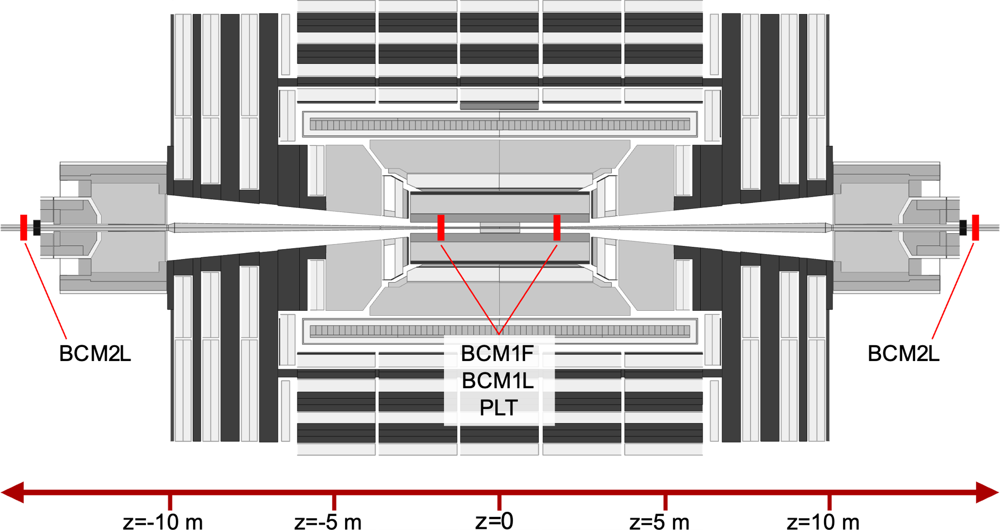 BCM2L
BCM1F
BCM1L
PLT
BCM2L
z=-10 m
z=-5 m
z=0
z=5 m
z=10 m